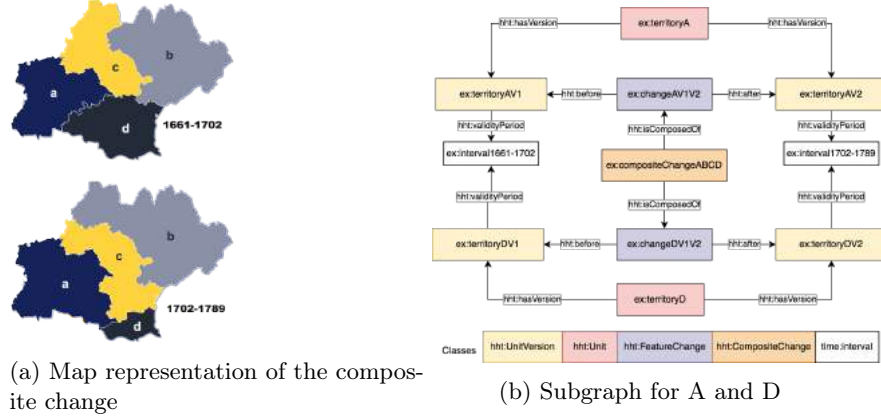 b
c
a
d
1661-1702
b
c
a
1702-1789
d
(a) Map representation of the compos-
ite change
hht:hasVersion
ex:territoryA
hht:hasVersion
ex:territoryAV1
hht:before
ex:changeAV1V2
hht:after
ex:territoryAV2
hht:validityPeriod
hht:isComposedOf
hht:validityPeriod
ex:interval1661-1702
ex:compositeChangeABCD
ex:interval1702-1789
hht:validityPeriod
hht:isComposedOf
hht:validityPeriod
ex:territoryDV1
hht:before
ex:changeDV1V2
hht:after
ex:territoryDV2
hht:hasVersion
ex:territoryD
hht:hasVersion
Classes
hht:UnitVersion
hht:Unit
hht:FeatureChange
hht:CompositeChange
time:Interval
(b) Subgraph for A and D